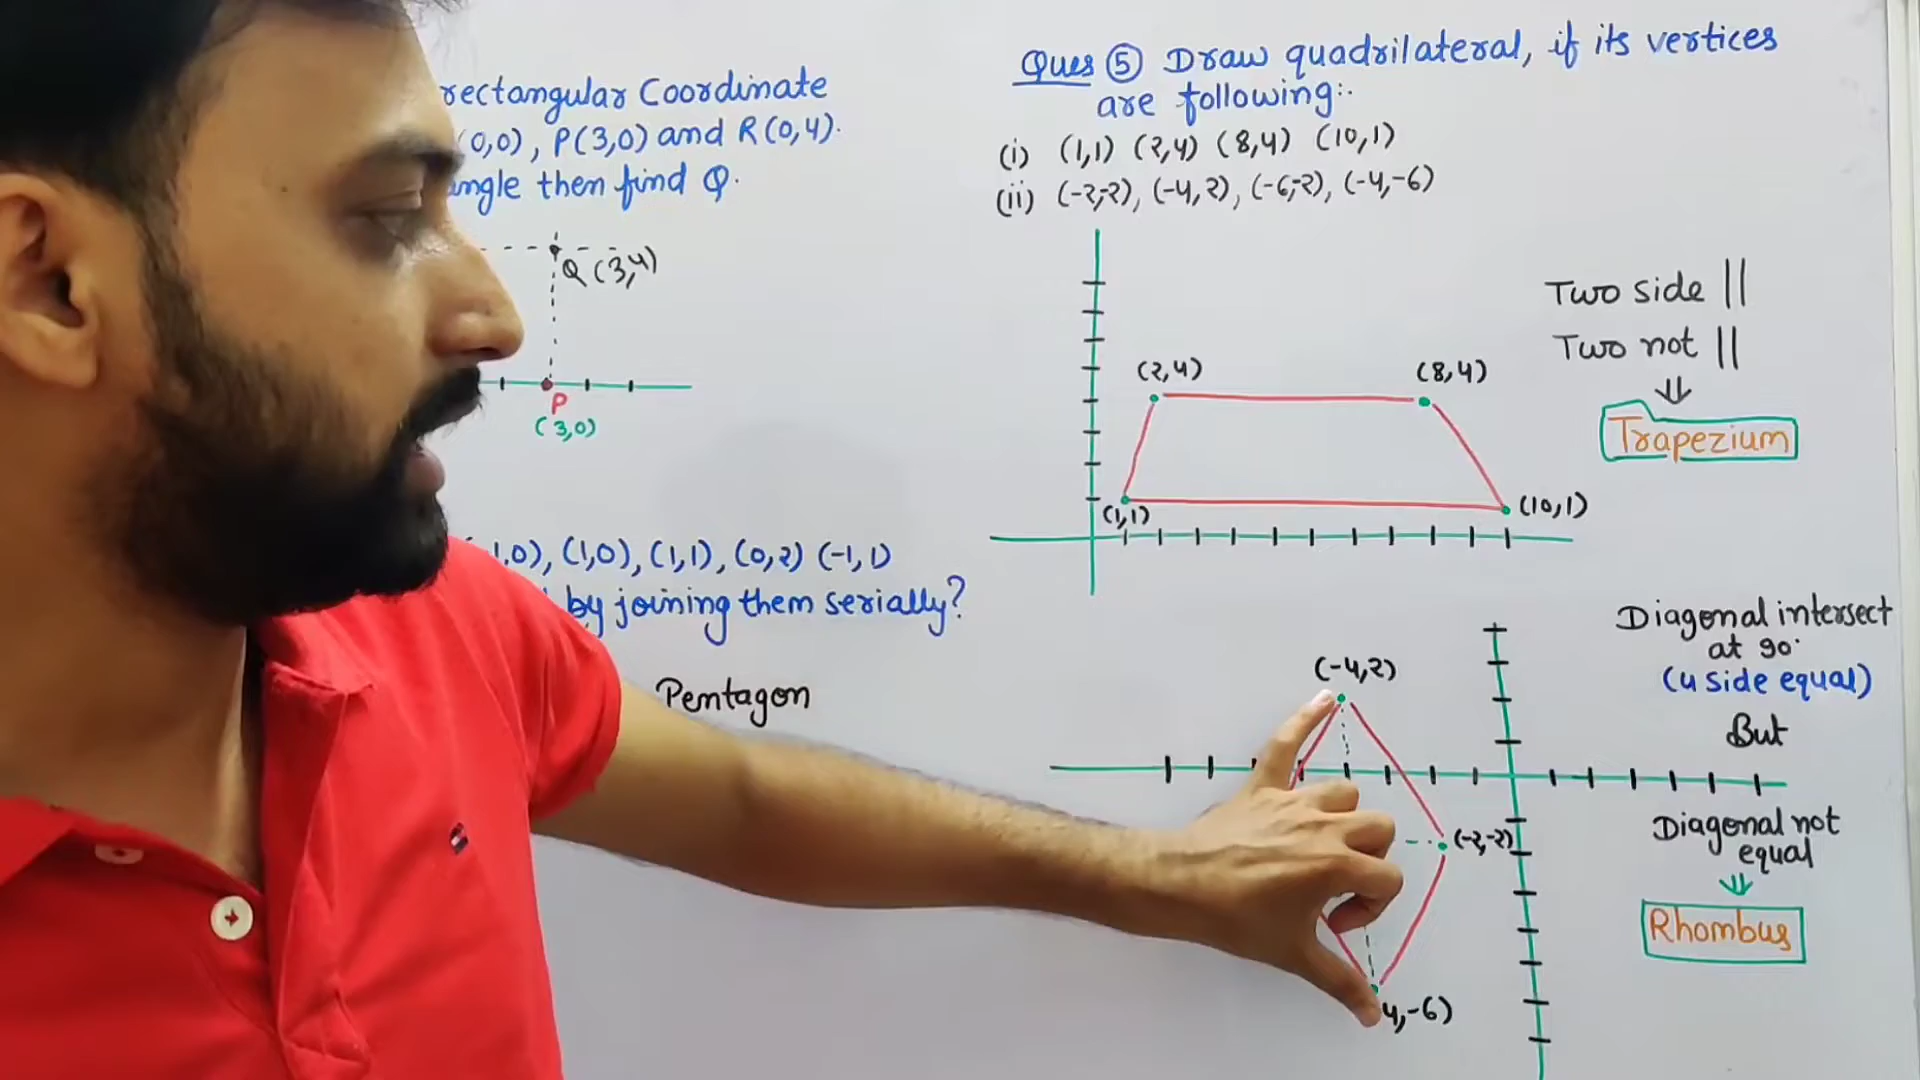 rectangular Coordinate
(0,0), P(3,0) and R(0,4).
angle then find Q.
Q (3,4)
P
(3,0)
1,0), (1,0), (1,1), (0,2) (-1,1)
by joining them serially?
Pentagon
Ques ⑤ Draw quadrilateral, if its vertices
are following:-
(i) (1,1) (2,4) (8,4) (10,1)
(ii) (-2,-2), (-4,2), (-6,-2), (-4,-6)
(2,4)
(8,4)
(1,1)
(10,1)
Two side ||
Two not ||
⇓
Trapezium
(-4,2)
(-2,-2)
4,-6)
Diagonal intersect
at 90°
(4 side equal)
But
Diagonal not
equal
⇓
Rhombus